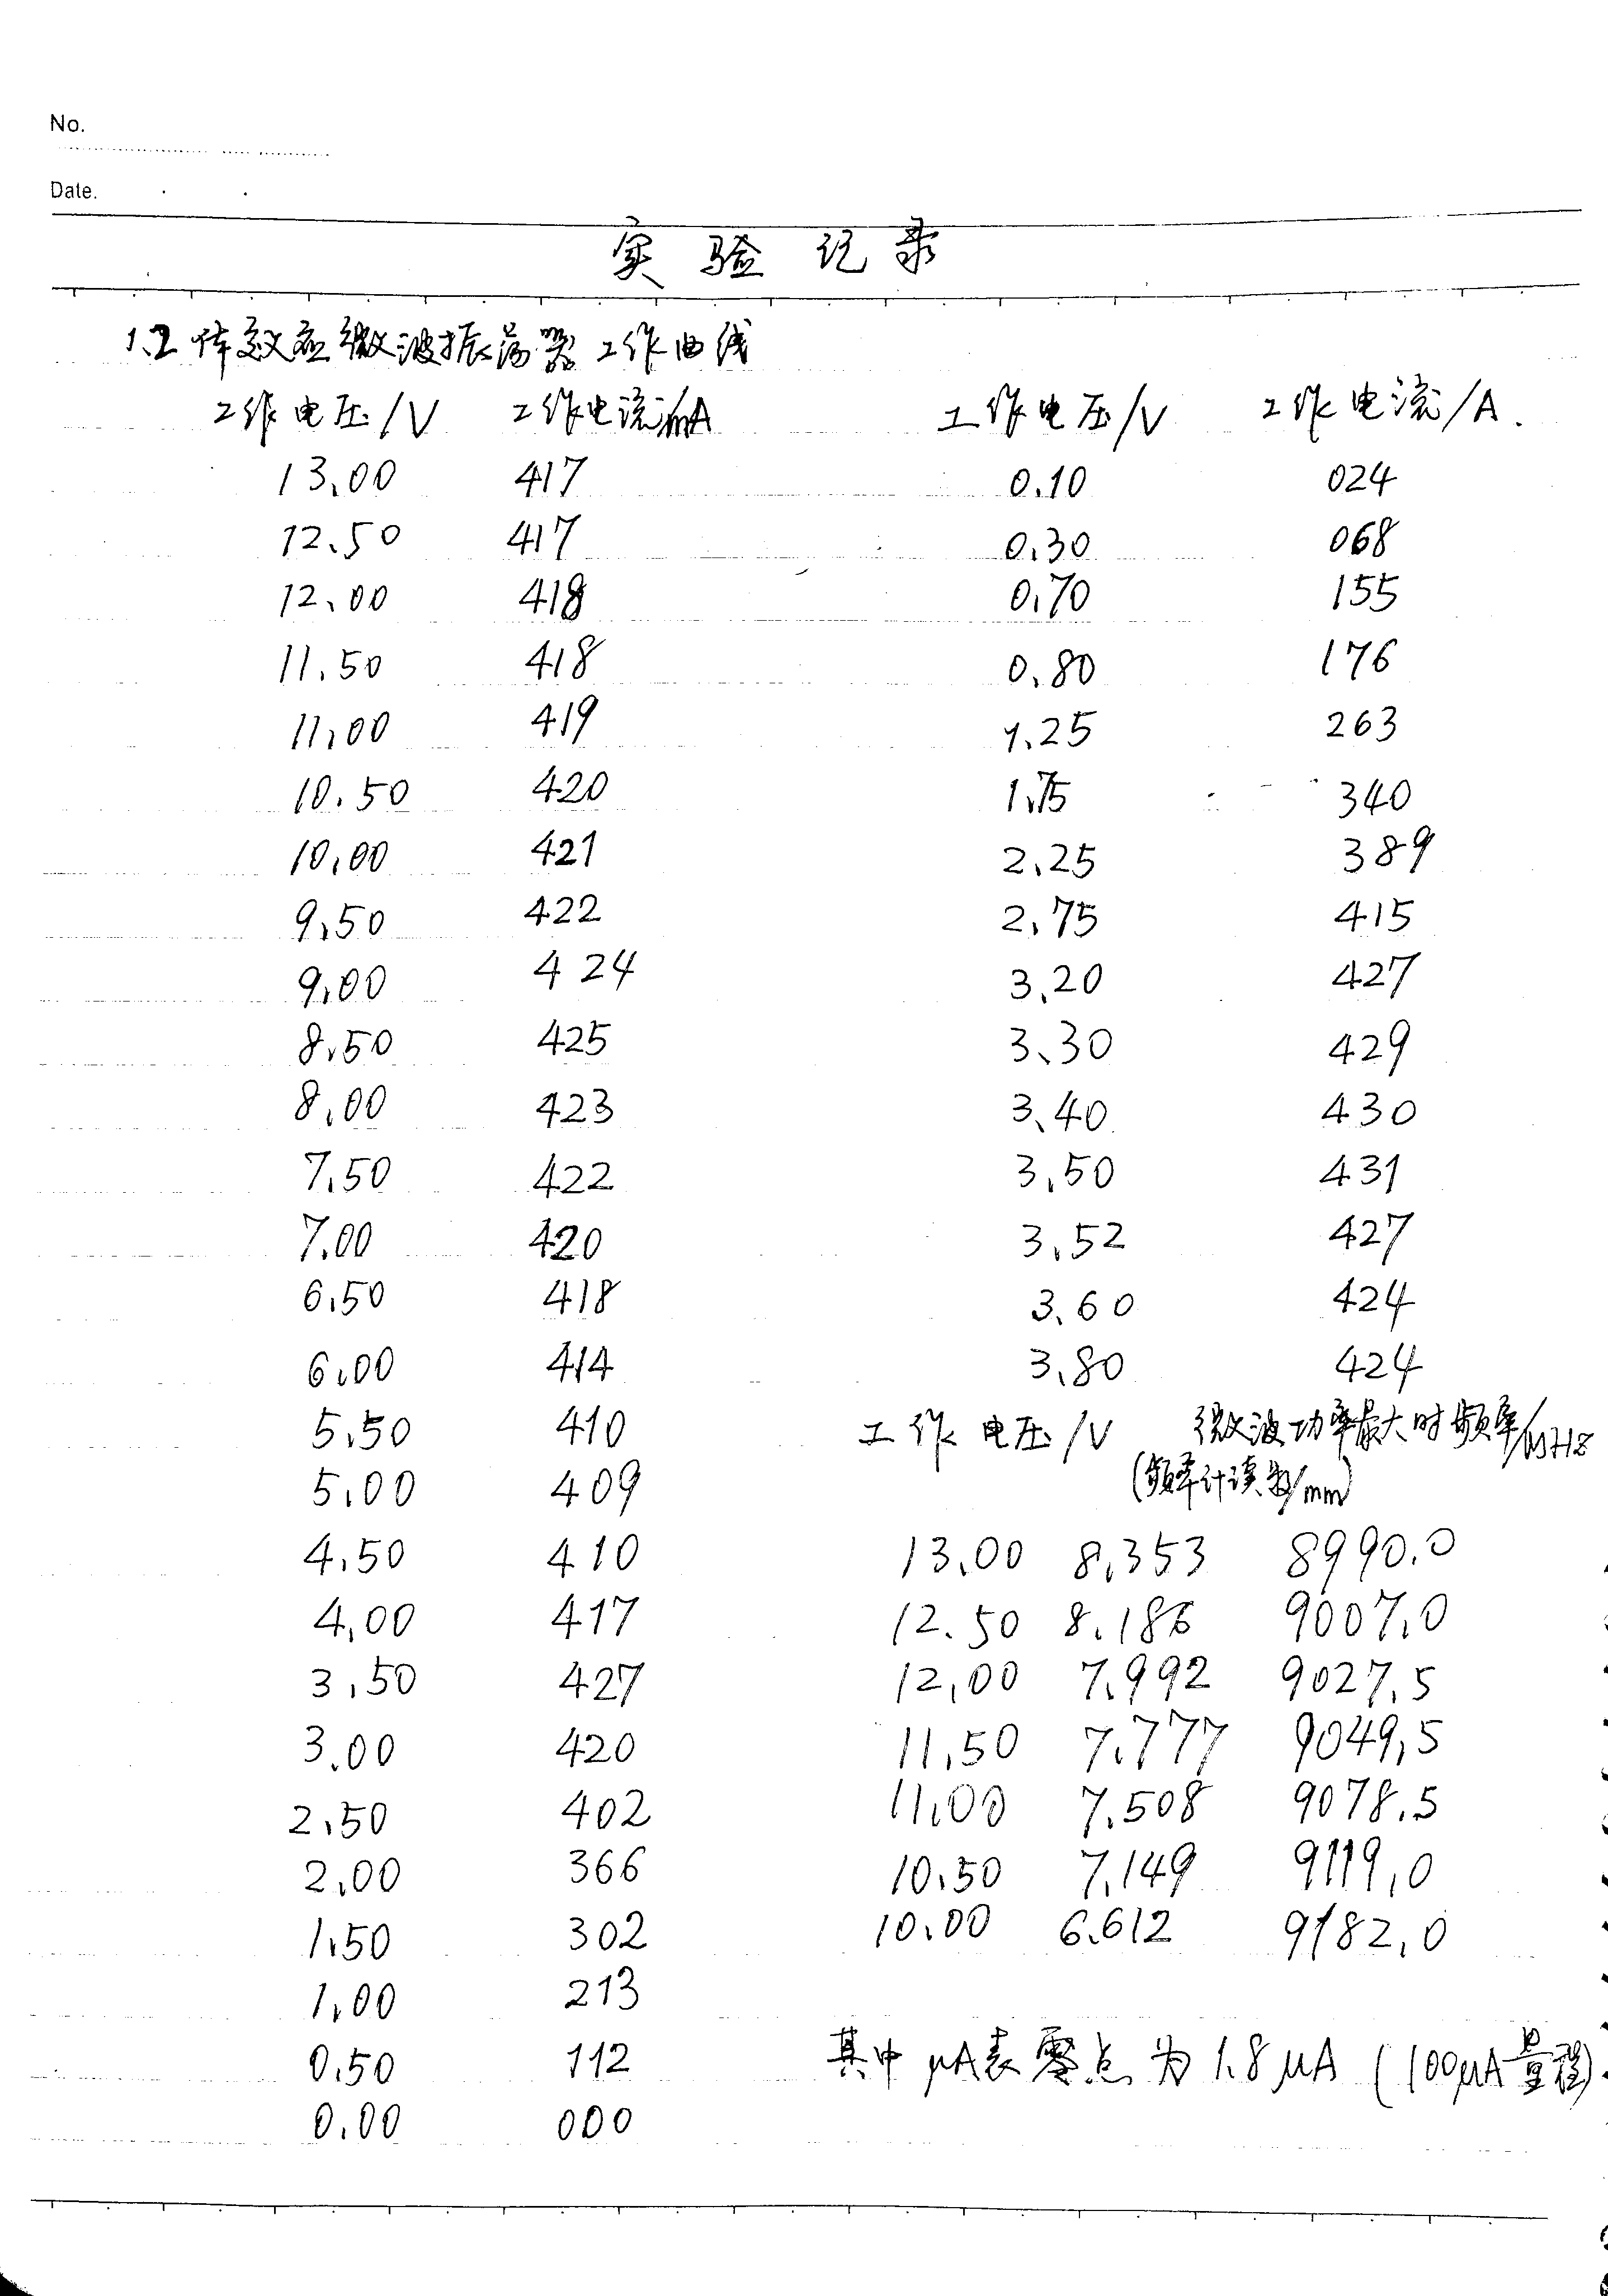 No.
Date.
实验记录
1.2 体效应微波振荡器工作曲线
工作电压/V 工作电流/mA
13.00 417
12.50 417
12.00 418
11.50 418
11.00 419
10.50 420
10.00 421
9.50 422
9.00 424
8.50 425
8.00 423
7.50 422
7.00 420
6.50 418
6.00 414
5.50 410
5.00 409
4.50 410
4.00 417
3.50 427
3.00 420
2.50 402
2.00 366
1.50 302
1.00 213
0.50 112
0.00 000
工作电压/V 工作电流/A.
0.10 024
0.30 068
0.70 155
0.80 176
1.25 263
1.75 340
2.25 389
2.75 415
3.20 427
3.30 429
3.40 430
3.50 431
3.52 427
3.60 424
3.80 424
工作电压/V 微波功率最大时频率/MHz
(频率计读数/mm)
13.00 8.353 8990.0
12.50 8.186 9007.0
12.00 7.992 9027.5
11.50 7.777 9049.5
11.00 7.508 9078.5
10.50 7.149 9119.0
10.00 6.612 9182.0
其中μA表零点为1.8μA (100μA量程)